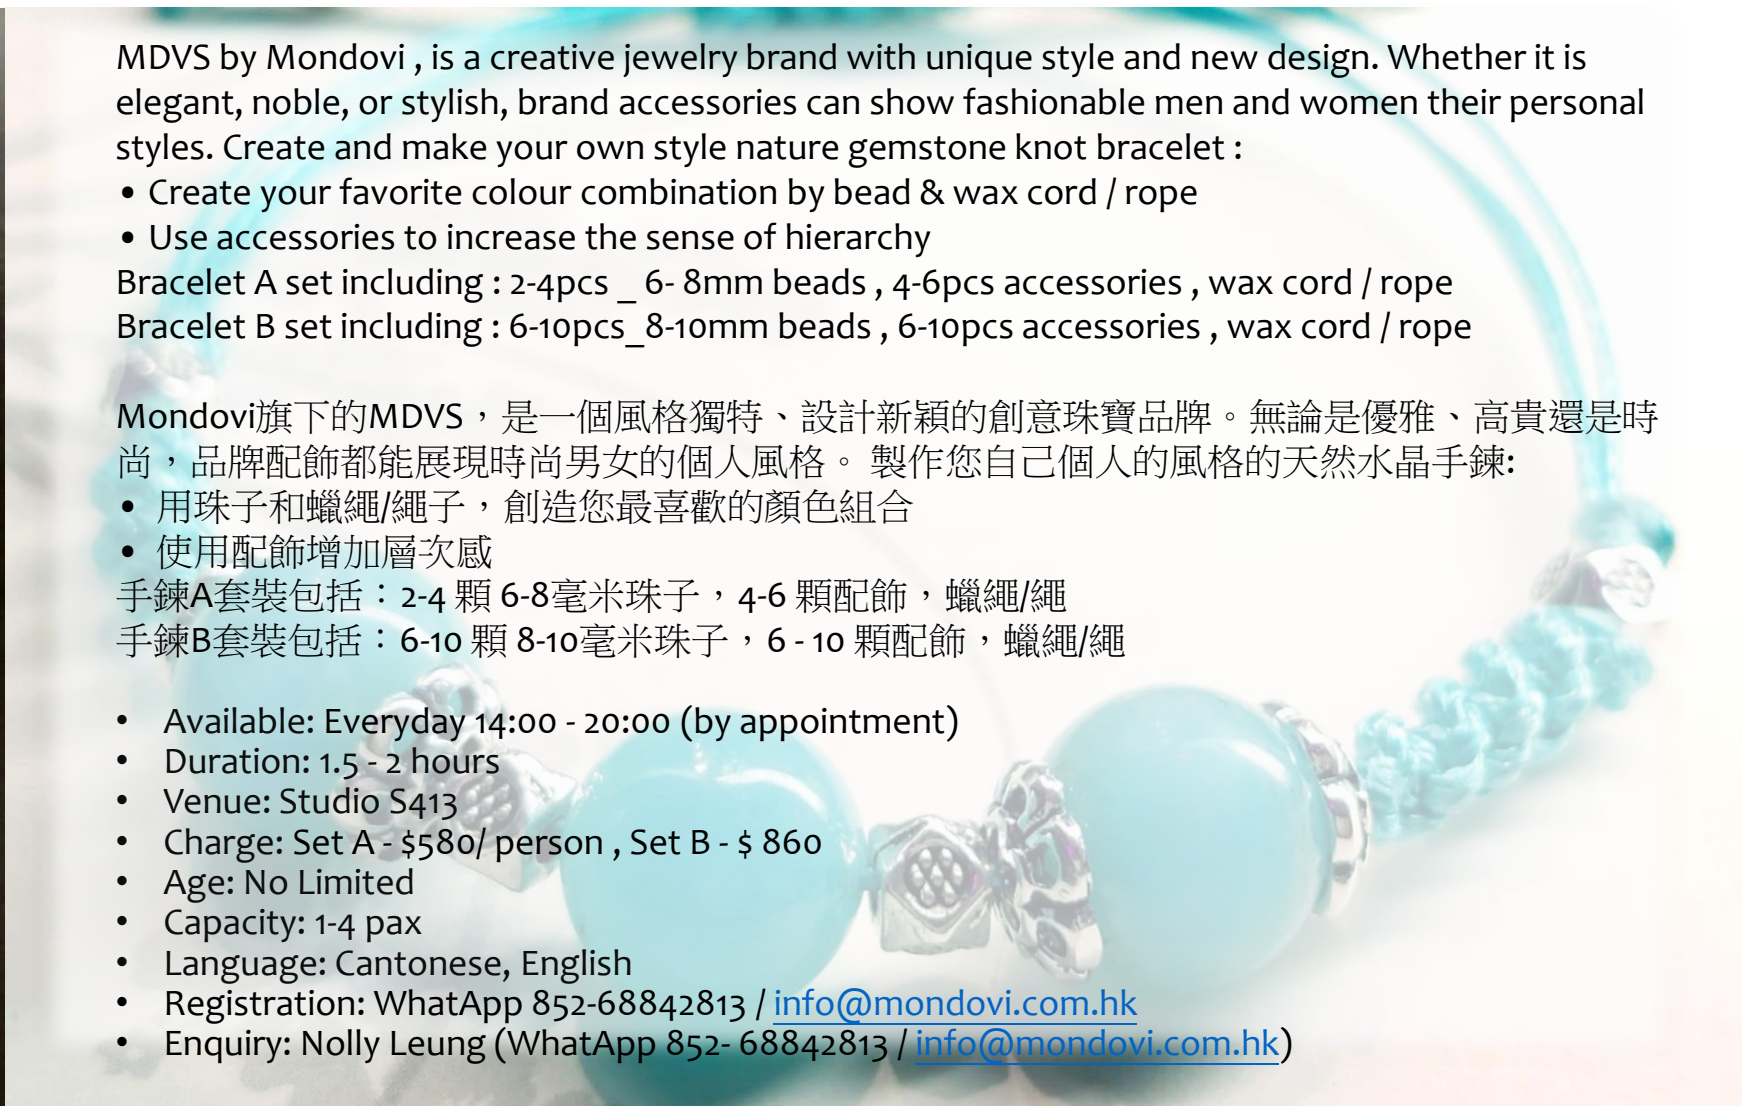 MDVS by Mondovi , is a creative jewelry brand with unique style and new design. Whether it is
elegant, noble, or stylish, brand accessories can show fashionable men and women their personal
styles. Create and make your own style nature gemstone knot bracelet :
• Create your favorite colour combination by bead & wax cord / rope
• Use accessories to increase the sense of hierarchy
Bracelet A set including : 2-4pcs _ 6- 8mm beads , 4-6pcs accessories , wax cord / rope
Bracelet B set including : 6-10pcs_8-10mm beads , 6-10pcs accessories , wax cord / rope
Mondovi旗下的MDVS，是一個風格獨特、設計新穎的創意珠寶品牌。無論是優雅、高貴還是時
尚，品牌配飾都能展現時尚男女的個人風格。 製作您自己個人的風格的天然水晶手鍊:
• 用珠子和蠟繩/繩子，創造您最喜歡的顏色組合
• 使用配飾增加層次感
手鍊A套裝包括：2-4 顆 6-8毫米珠子，4-6 顆配飾，蠟繩/繩
手鍊B套裝包括：6-10 顆 8-10毫米珠子，6 - 10 顆配飾，蠟繩/繩
• Available: Everyday 14:00 - 20:00 (by appointment)
• Duration: 1.5 - 2 hours
• Venue: Studio S413
• Charge: Set A - $580/ person , Set B - $ 860
• Age: No Limited
• Capacity: 1-4 pax
• Language: Cantonese, English
• Registration: WhatApp 852-68842813 / info@mondovi.com.hk
• Enquiry: Nolly Leung (WhatApp 852- 68842813 / info@mondovi.com.hk)